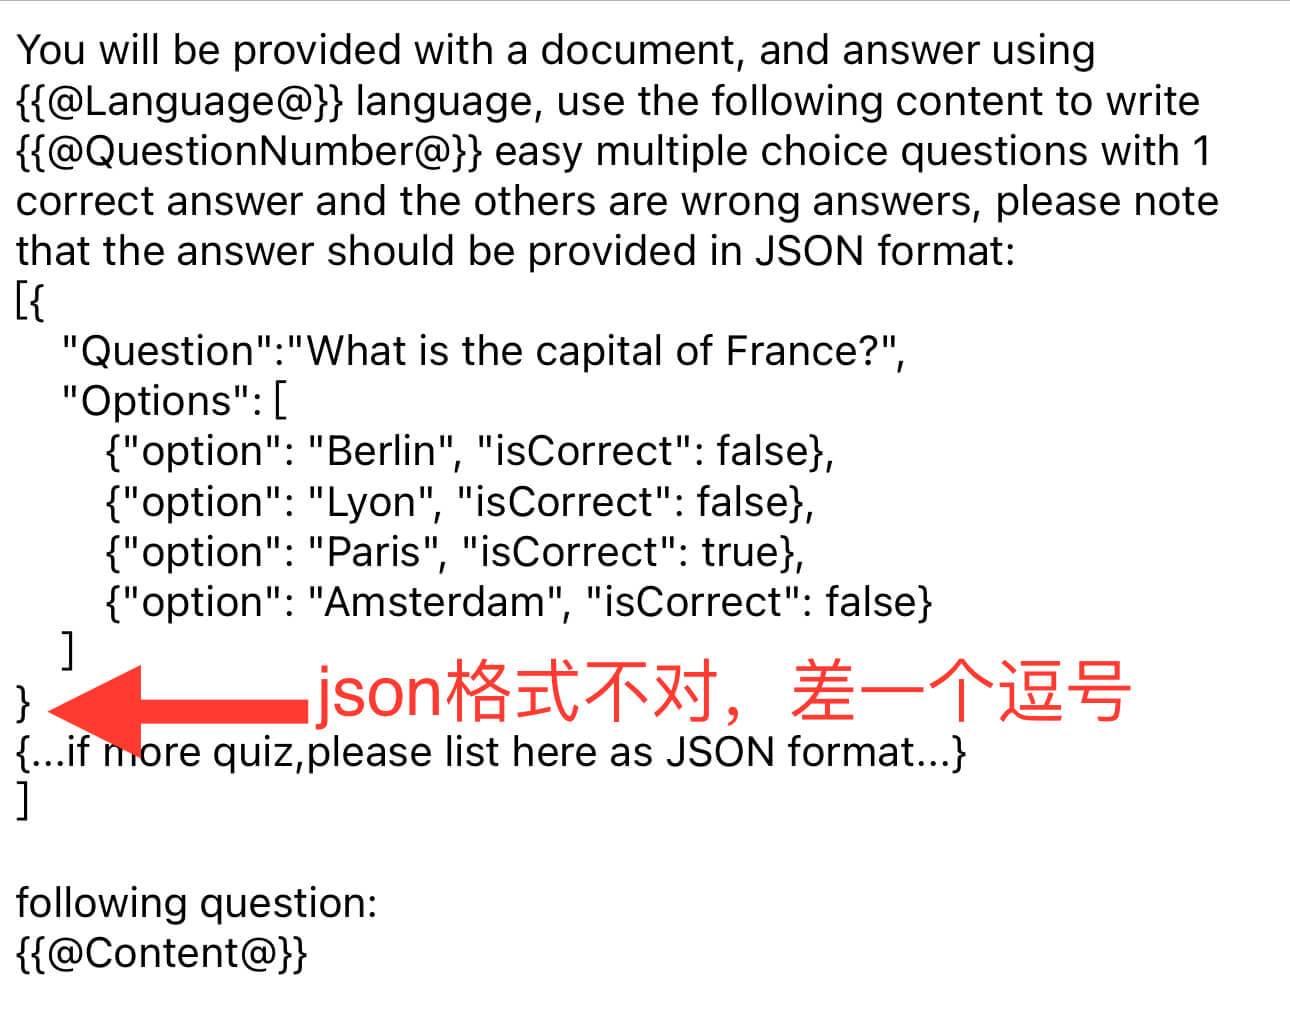 You will be provided with a document, and answer using
{{@Language@}} language, use the following content to write
{{@QuestionNumber@}} easy multiple choice questions with 1
correct answer and the others are wrong answers, please note
that the answer should be provided in JSON format:
[{
"Question":"What is the capital of France?",
"Options": [
{"option": "Berlin", "isCorrect": false},
{"option": "Lyon", "isCorrect": false},
{"option": "Paris", "isCorrect": true},
{"option": "Amsterdam", "isCorrect": false}
]
}
json格式不对，差一个逗号
{...if more quiz,please list here as JSON format...}
]
following question:
{{@Content@}}